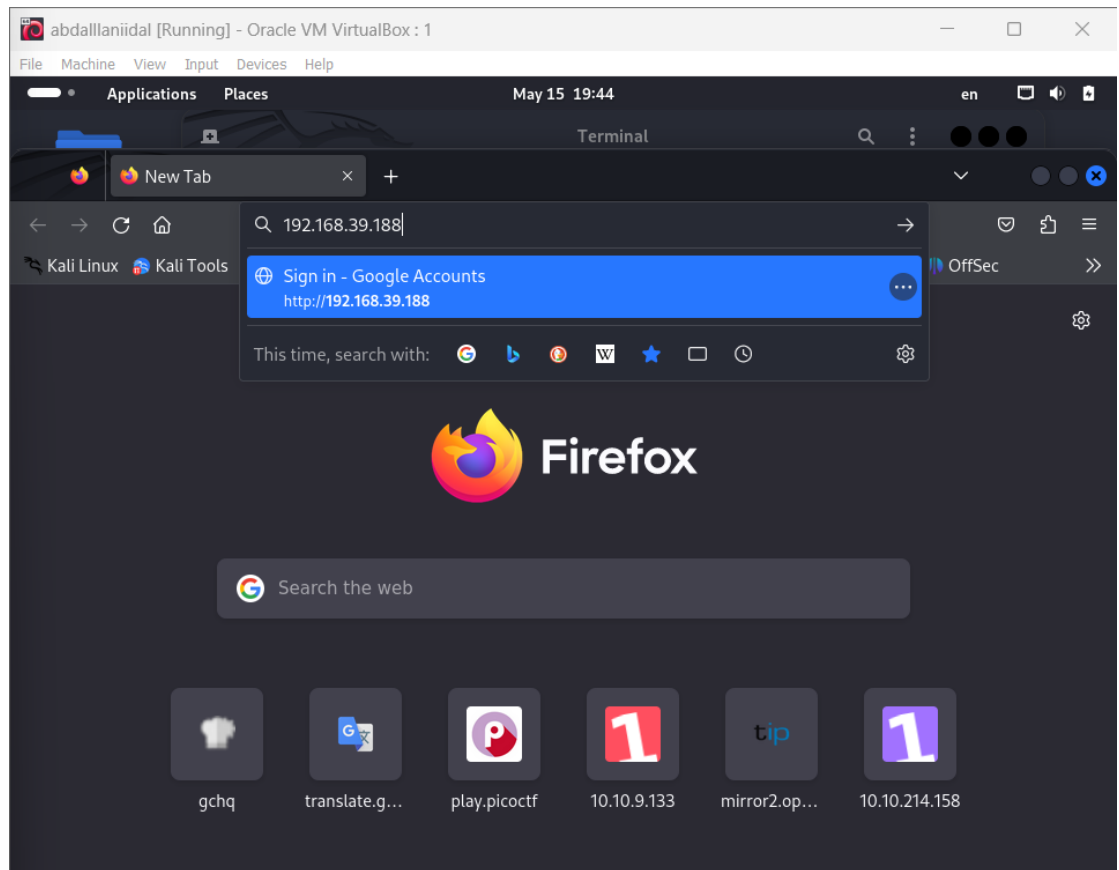 abdalllaniidal [Running] - Oracle VM VirtualBox : 1
File Machine View Input Devices Help
Applications Places May 15 19:44 en
Terminal
New Tab
192.168.39.188
Kali Linux Kali Tools OffSec
Sign in - Google Accounts
http://192.168.39.188
This time, search with:
Firefox
Search the web
tip
gchq translate.g... play.picoctf 10.10.9.133 mirror2.op... 10.10.214.158